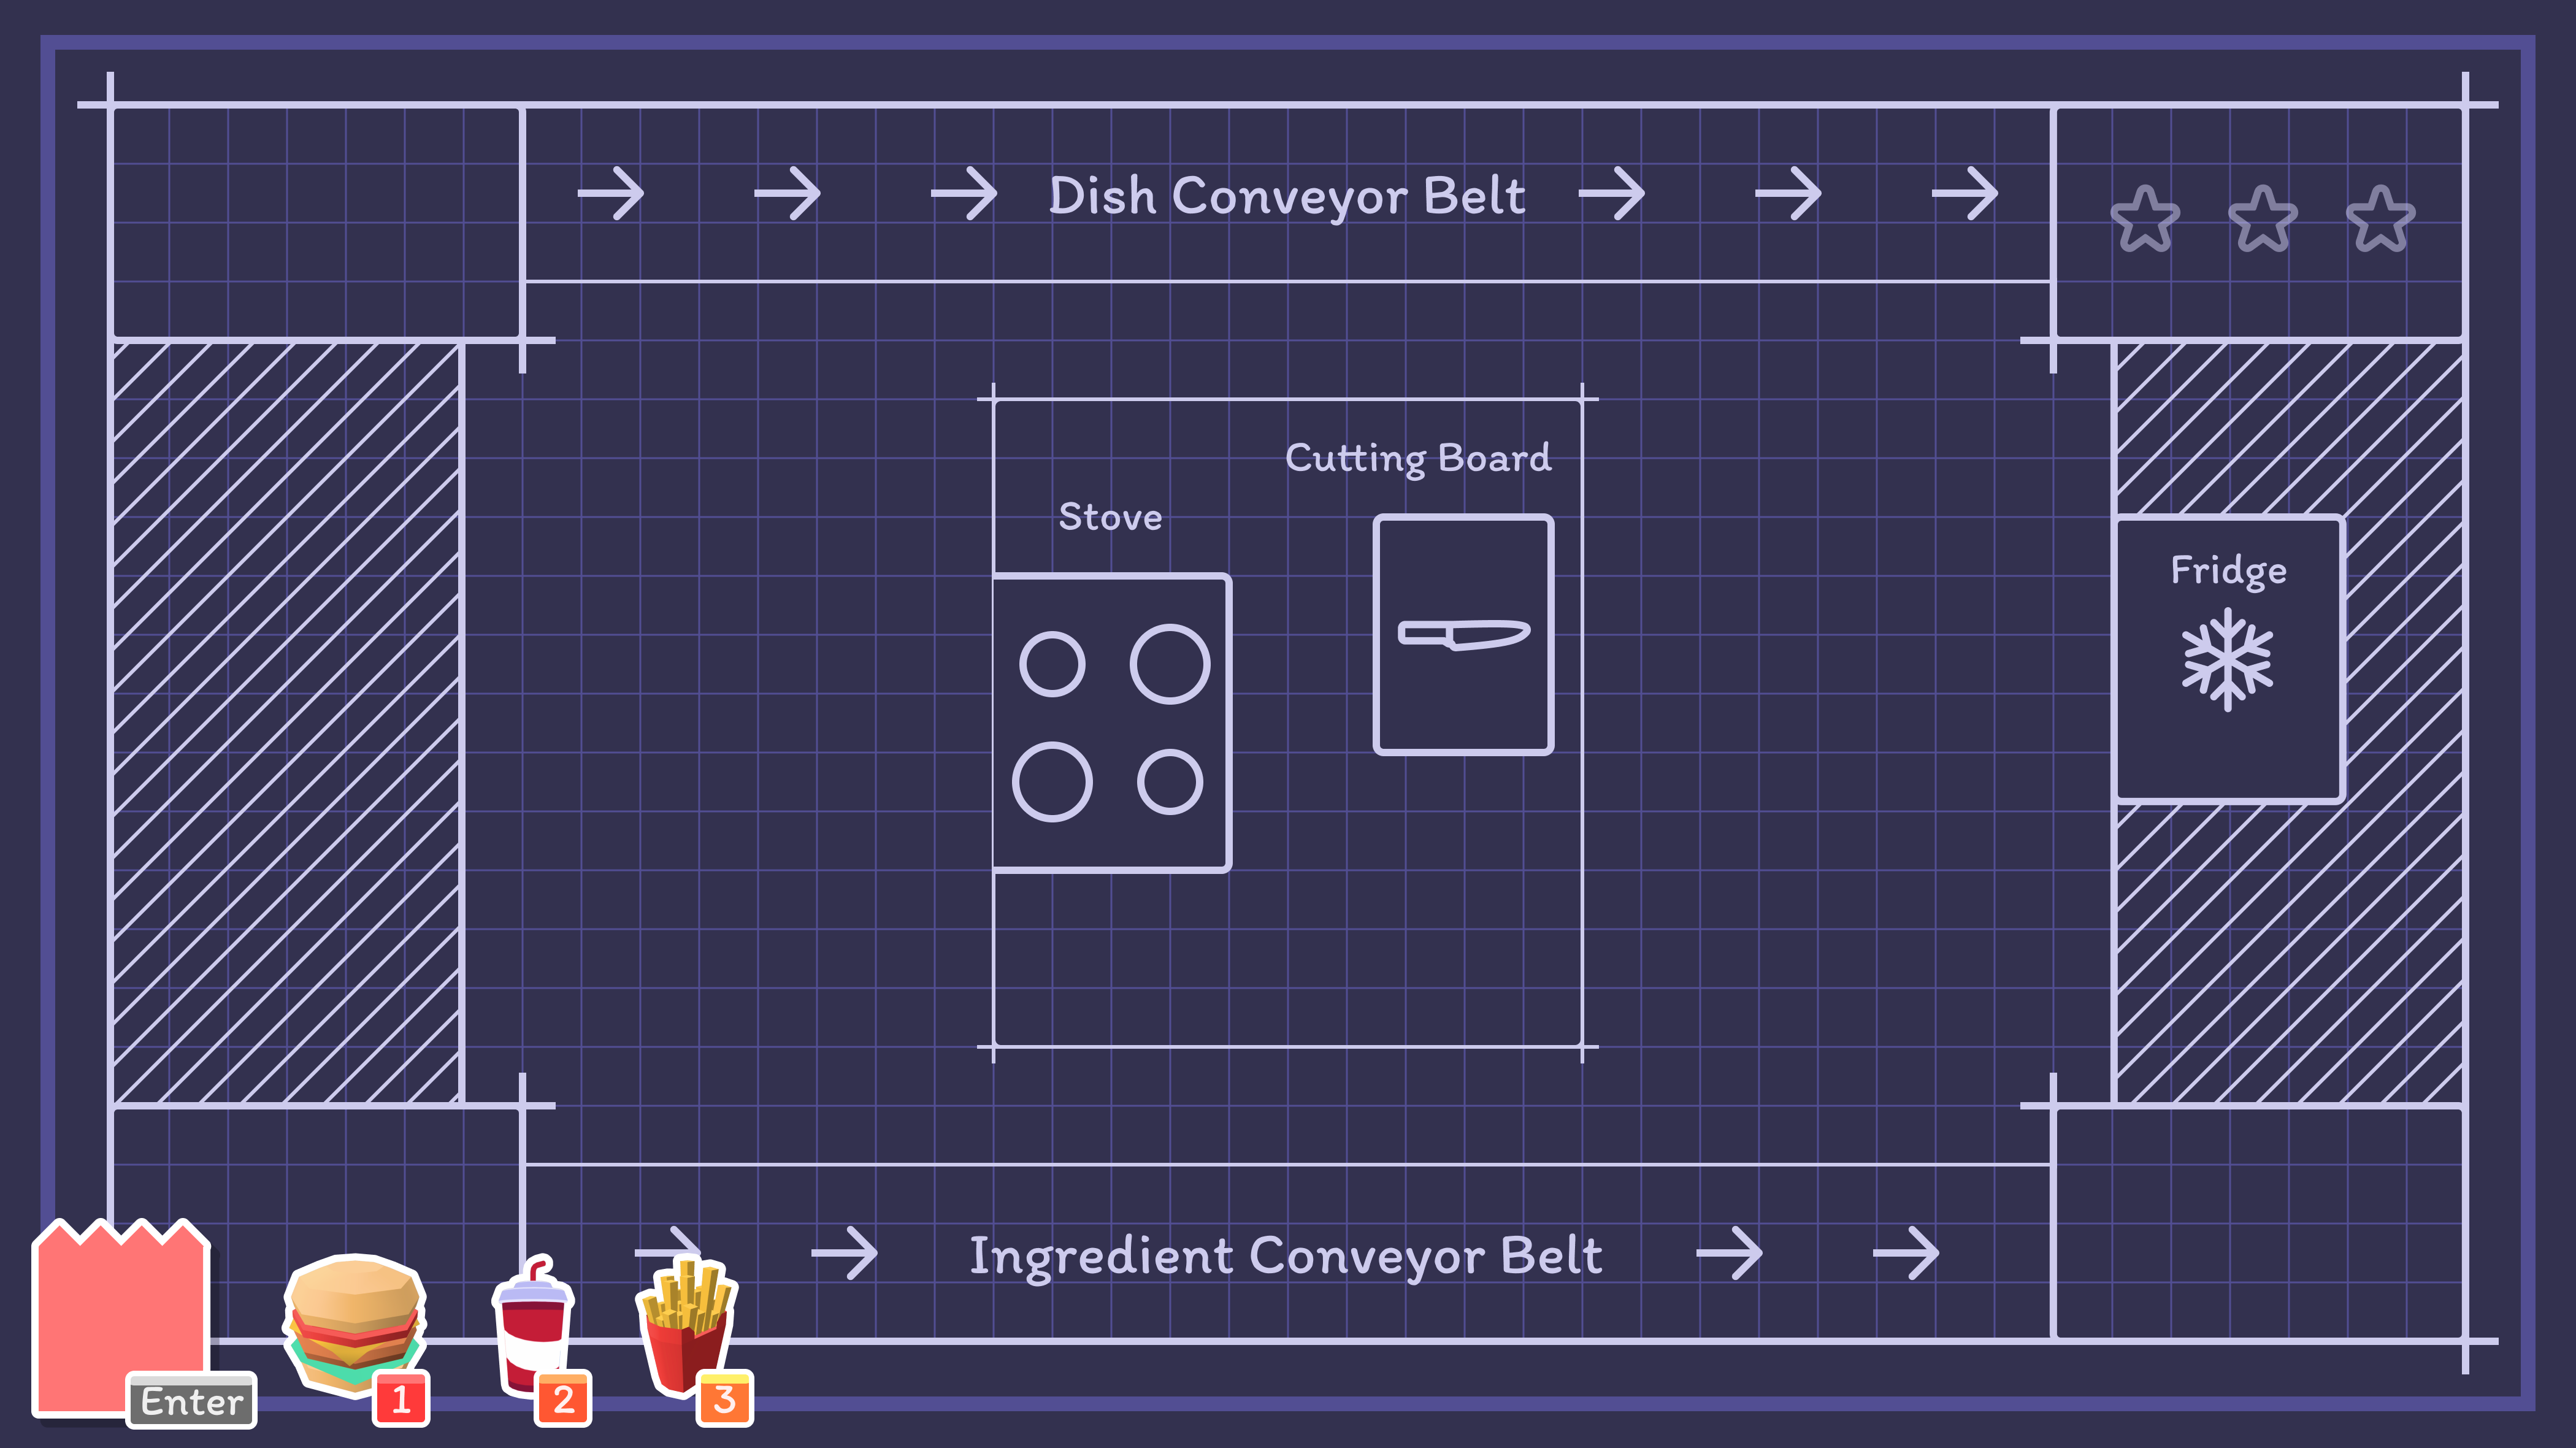 Dish Conveyor Belt
Cutting Board
Stove
Fridge
Ingredient Conveyor Belt
Enter
1
2
3